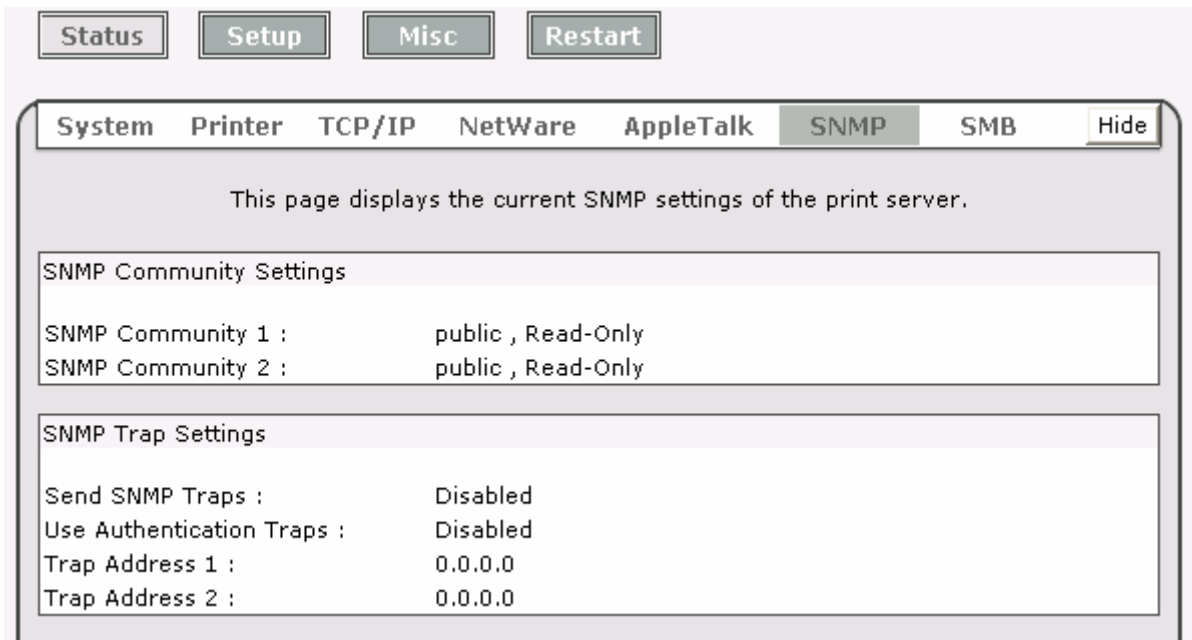 Status Setup Misc Restart
System Printer TCP/IP NetWare AppleTalk SNMP SMB Hide
This page displays the current SNMP settings of the print server.
SNMP Community Settings
SNMP Community 1 : public , Read-Only
SNMP Community 2 : public , Read-Only
SNMP Trap Settings
Send SNMP Traps : Disabled
Use Authentication Traps : Disabled
Trap Address 1 : 0.0.0.0
Trap Address 2 : 0.0.0.0